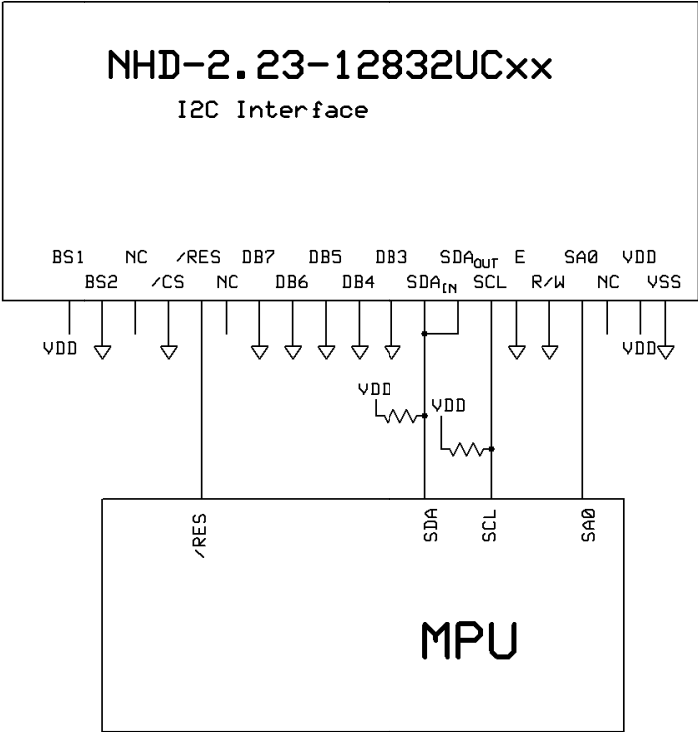 NHD-2.23-12832UCxx
I2C Interface
BS1 NC /RES DB7 DB5 DB3 SDAOUT E SA0 VDD
BS2 /CS NC DB6 DB4 SDAIN SCL R/W NC VSS
VDD VDD
VDD
VDD
/RES SDA SCL SA0
MPU